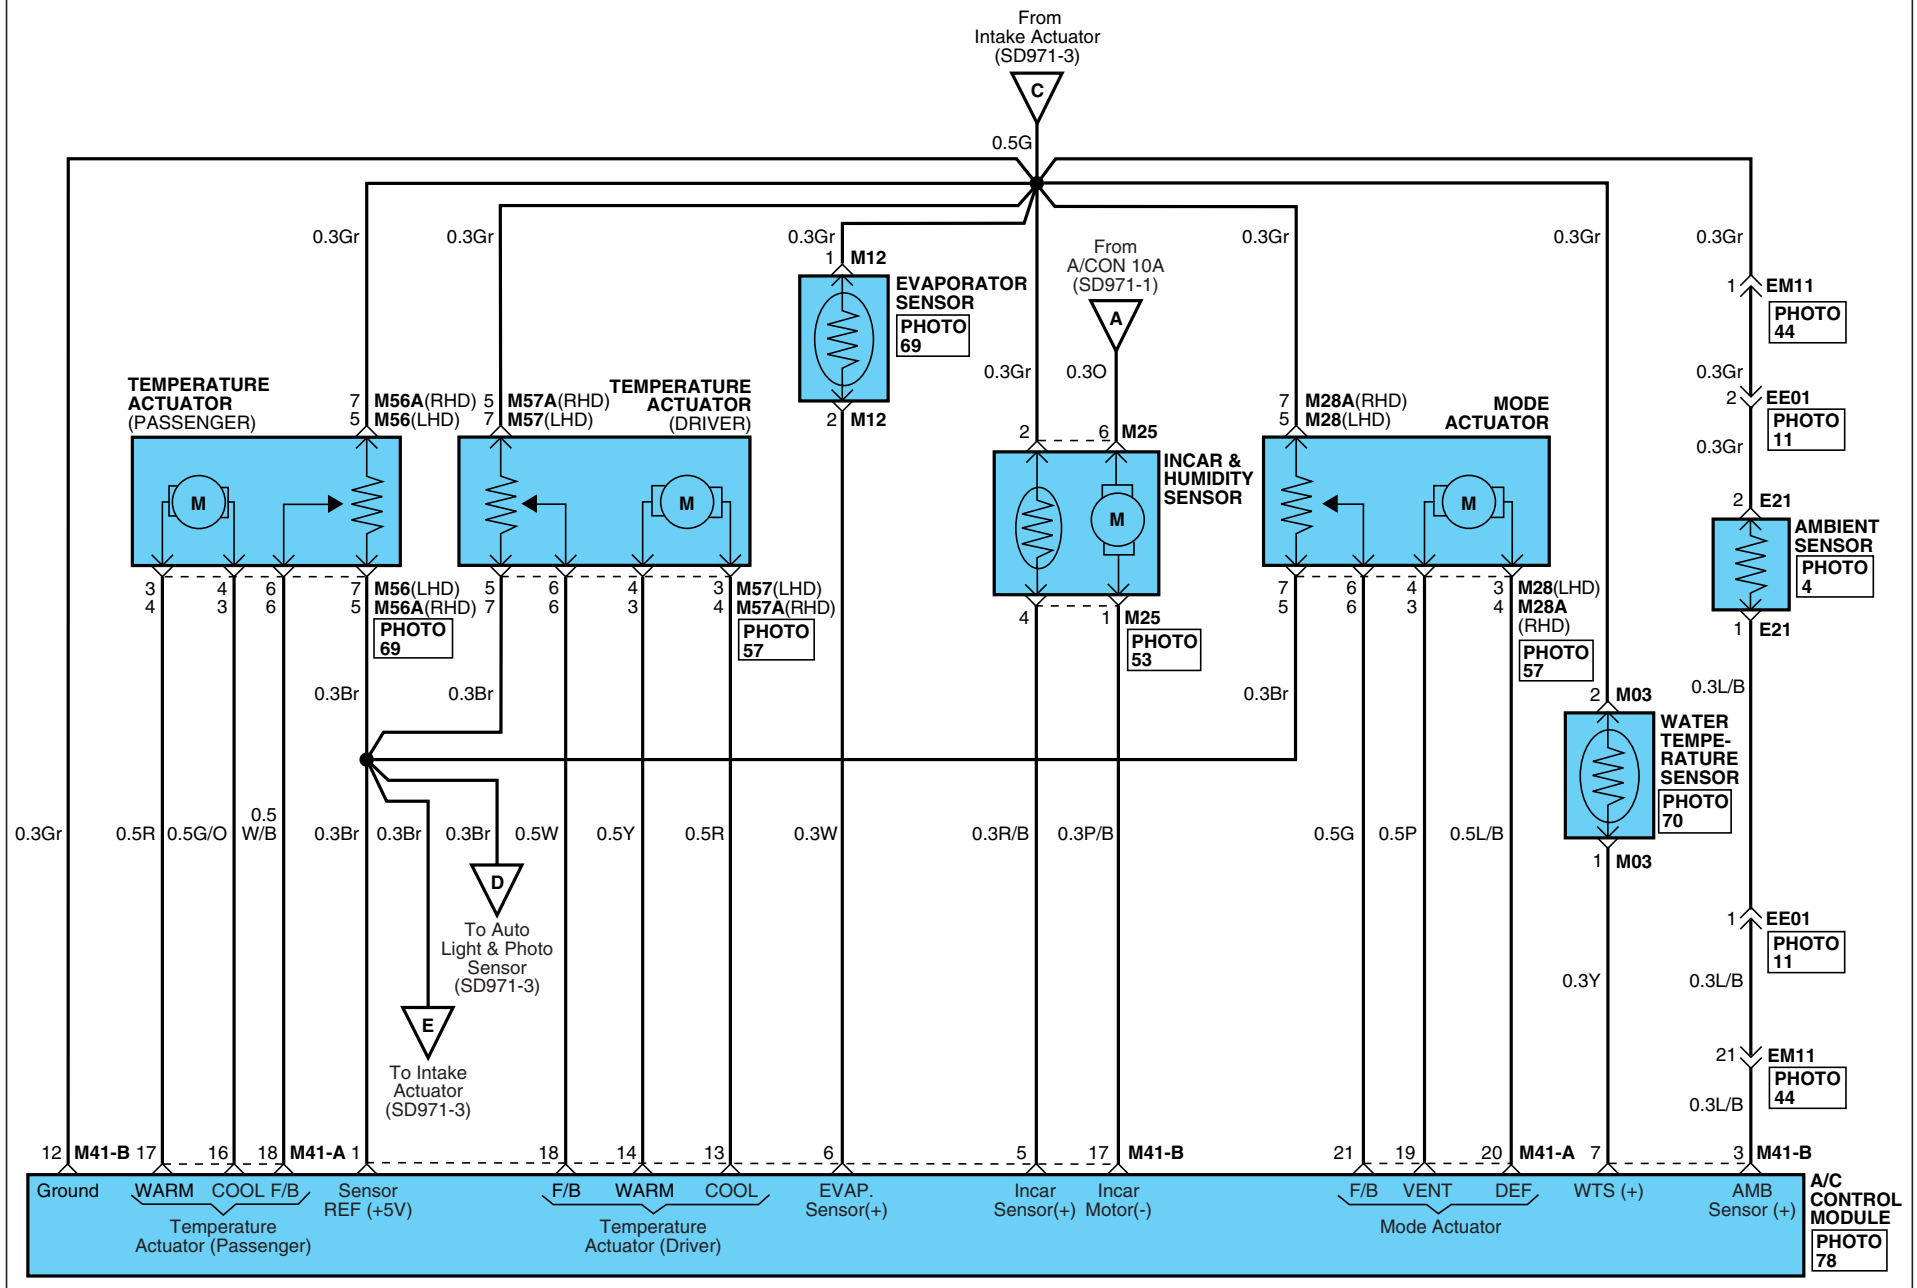 From
Intake Actuator
(SD971-3)
C
0.5G
0.3Gr
0.3Gr
0.3Gr
0.3Gr
0.3Gr
0.3Gr
1 M12
EVAPORATOR
SENSOR
PHOTO
69
From
A/CON 10A
(SD971-1)
A
1 EM11
PHOTO
44
0.3Gr
0.3O
0.3Gr
2 EE01
PHOTO
11
0.3Gr
TEMPERATURE
ACTUATOR
(PASSENGER)
7 M56A(RHD)
5 M56(LHD)
5 M57A(RHD)
7 M57(LHD)
TEMPERATURE
ACTUATOR
(DRIVER)
2 M12
2
6 M25
INCAR &
HUMIDITY
SENSOR
7 M28A(RHD)
5 M28(LHD)
MODE
ACTUATOR
M
M
M
M
2 E21
AMBIENT
SENSOR
PHOTO
4
1 E21
3 4 6 7 M56(LHD)
4 3 6 5 M56A(RHD)
PHOTO
69
5 6 4 3 M57(LHD)
7 6 3 4 M57A(RHD)
PHOTO
57
4 1 M25
PHOTO
53
7 6 4 3 M28(LHD)
5 6 3 4 M28A
(RHD)
PHOTO
57
0.3Br
0.3Br
0.3Br
0.3L/B
2 M03
WATER
TEMPE-
RATURE
SENSOR
PHOTO
70
1 M03
0.3Gr
0.5R
0.5G/O
0.5
W/B
0.3Br
0.3Br
0.3Br
0.5W
0.5Y
0.5R
0.3W
0.3R/B
0.3P/B
0.5G
0.5P
0.5L/B
D
To Auto
Light & Photo
Sensor
(SD971-3)
1 EE01
PHOTO
11
0.3Y
0.3L/B
E
To Intake
Actuator
(SD971-3)
21 EM11
PHOTO
44
0.3L/B
12 M41-B 17 16 18 M41-A 1 18 14 13 6 5 17 M41-B 21 19 20 M41-A 7 3 M41-B
Ground
WARM COOL F/B
Temperature
Actuator (Passenger)
Sensor
REF (+5V)
F/B WARM COOL
Temperature
Actuator (Driver)
EVAP.
Sensor(+)
Incar
Sensor(+)
Incar
Motor(-)
F/B VENT DEF
Mode Actuator
WTS (+)
AMB
Sensor (+)
A/C
CONTROL
MODULE
PHOTO
78